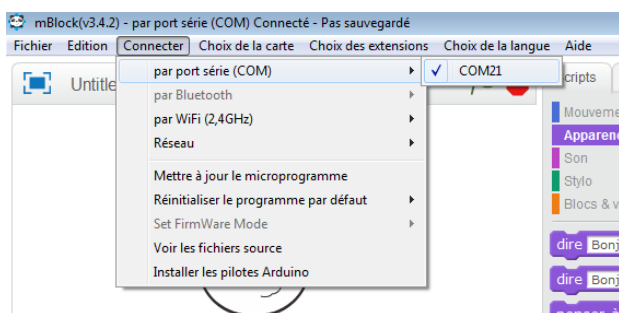 mBlock(v3.4.2) - par port série (COM) Connecté - Pas sauvegardé
Fichier Edition Connecter Choix de la carte Choix des extensions Choix de la langue Aide
par port série (COM)
COM21
par Bluetooth
par WiFi (2,4GHz)
Réseau
Mettre à jour le microprogramme
Réinitialiser le programme par défaut
Set FirmWare Mode
Voir les fichiers source
Installer les pilotes Arduino
Untitle
cripts
Mouveme
Apparen
Son
Stylo
Blocs & v
dire Bonj
dire Bonj